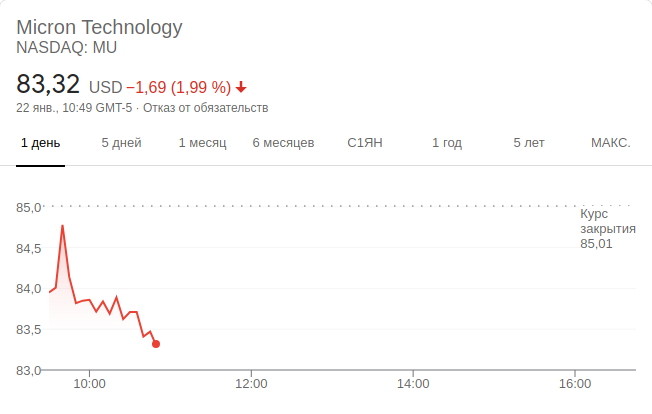 Micron Technology
NASDAQ: MU
83,32 USD −1,69 (1,99 %)
22 янв., 10:49 GMT-5 · Отказ от обязательств
1 день 5 дней 1 месяц 6 месяцев С1ЯН 1 год 5 лет МАКС.
85,0
Курс
закрытия
85,01
84,5
84,0
83,5
83,0
10:00 12:00 14:00 16:00